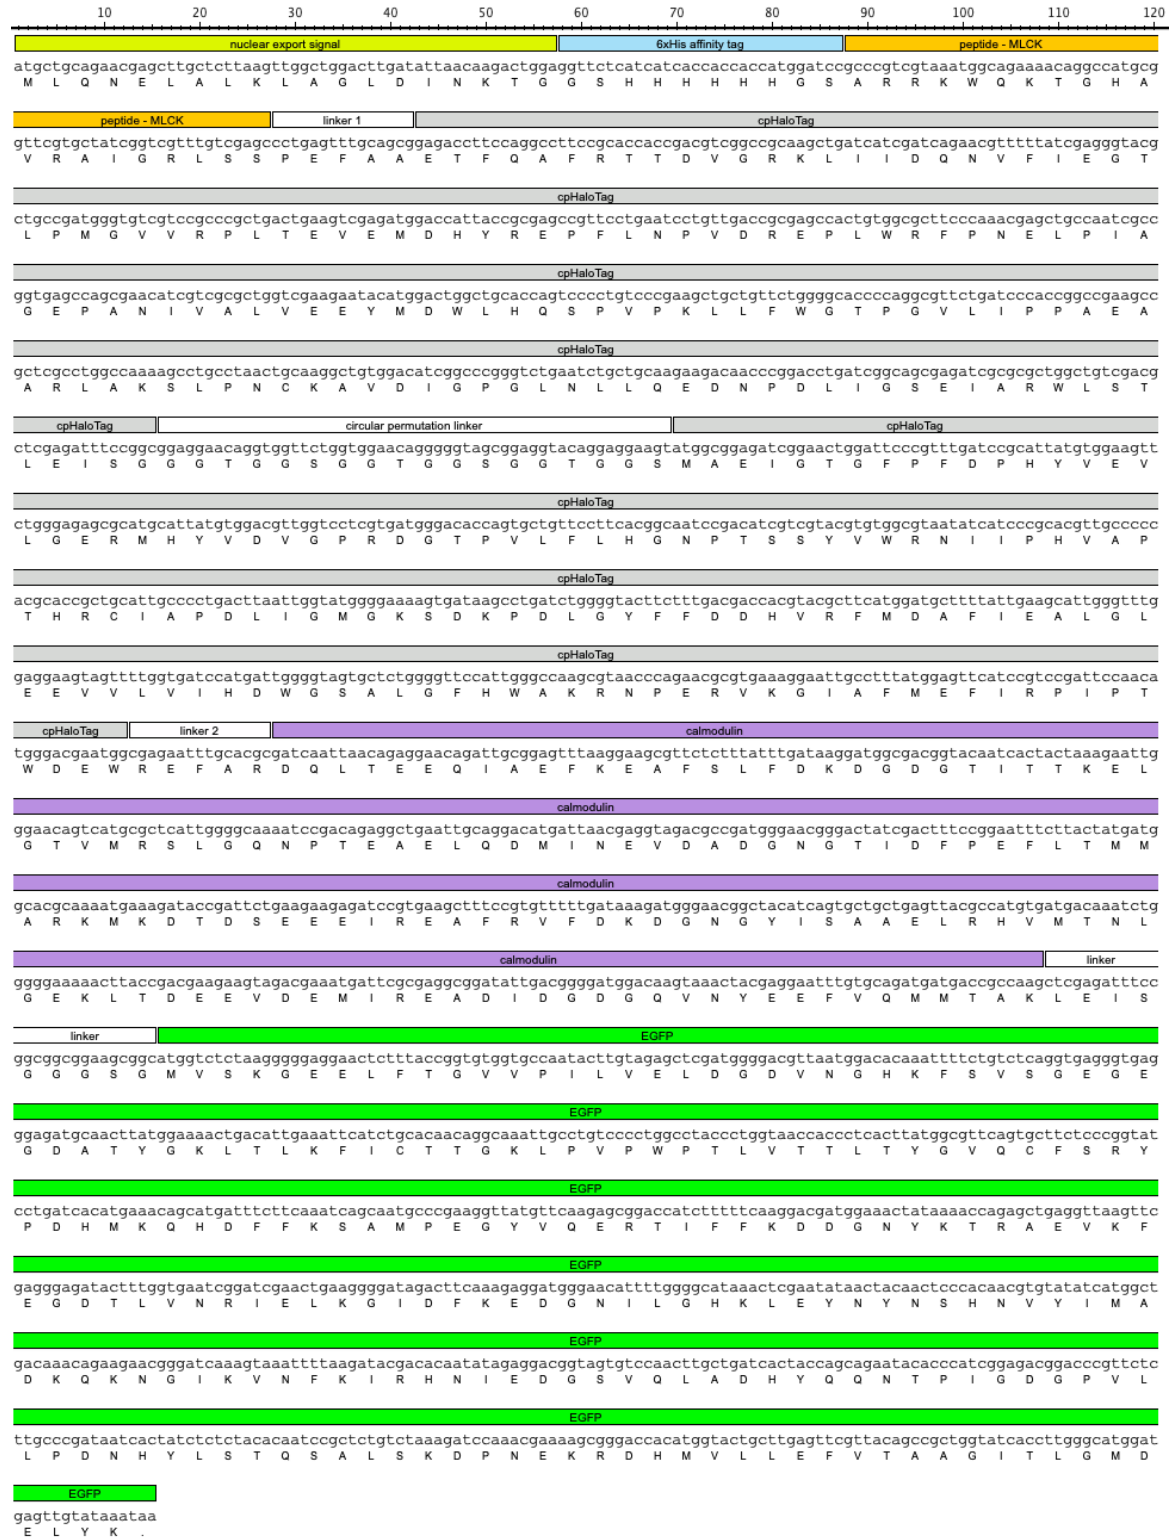 10 20 30 40 50 60 70 80 90 100 110 120
nuclear export signal 6xHis affinity tag peptide - MLCK
atgctgcagaacgagcttgctcttaagttggctggacttgatattaacaagactggaggttctcatcatcaccaccaccatggatccgcccgtcgtaaatggcagaaaacaggccatgcg
M L Q N E L A L K L A G L D I N K T G G S H H H H H H G S A R R K W Q K T G H A
peptide - MLCK linker 1 cpHaloTag
gttcgtgctatcggtcgtttgtcgagccctgagtttgcagcggagaccttccaggccttccgcaccaccgacgtcggccgcaagctgatcatcgatcagaacgtttttatcgagggtacg
V R A I G R L S S P E F A A E T F Q A F R T T D V G R K L I I D Q N V F I E G T
cpHaloTag
ctgccgatgggtgtcgtccgcccgctgactgaagtcgagatggaccattaccgcgagccgttcctgaatcctgttgaccgcgagccactgtggcgcttcccaaacgagctgccaatcgcc
L P M G V V R P L T E V E M D H Y R E P F L N P V D R E P L W R F P N E L P I A
cpHaloTag
ggtgagccagcgaacatcgtcgcgctggtcgaagaatacatggactggctgcaccagtcccctgtcccgaagctgctgttctggggcaccccaggcgttctgatcccaccggccgaagcc
G E P A N I V A L V E E Y M D W L H Q S P V P K L L F W G T P G V L I P P A E A
cpHaloTag
gctcgcctggccaaaagcctgcctaactgcaaggctgtggacatcggcccgggtctgaatctgctgcaagaagacaacccggacctgatcggcagcgagatcgcgcgctggctgtcgacg
A R L A K S L P N C K A V D I G P G L N L L Q E D N P D L I G S E I A R W L S T
cpHaloTag circular permutation linker cpHaloTag
ctcgagatttccggcggaggaacaggtggttctggtggaacagggggtagcggaggtacaggaggaagtatggcggagatcggaactggattcccgtttgatccgcattatgtggaagtt
L E I S G G G T G G S G G T G G S G G T G G S M A E I G T G F P F D P H Y V E V
cpHaloTag
ctgggagagcgcatgcattatgtggacgttggtcctcgtgatgggacaccagtgctgttccttcacggcaatccgacatcgtcgtacgtgtggcgtaatatcatcccgcacgttgccccc
L G E R M H Y V D V G P R D G T P V L F L H G N P T S S Y V W R N I I P H V A P
cpHaloTag
acgcaccgctgcattgcccctgacttaattggtatggggaaaagtgataagcctgatctggggtacttctttgacgaccacgtacgcttcatggatgcttttattgaagcattgggtttg
T H R C I A P D L I G M G K S D K P D L G Y F F D D H V R F M D A F I E A L G L
cpHaloTag
gaggaagtagttttggtgatccatgattggggtagtgctctggggttccattgggccaagcgtaacccagaacgcgtgaaaggaattgcctttatggagttcatccgtccgattccaaca
E E V V L V I H D W G S A L G F H W A K R N P E R V K G I A F M E F I R P I P T
cpHaloTag linker 2 calmodulin
tgggacgaatggcgagaatttgcacgcgatcaattaacagaggaacagattgcggagtttaaggaagcgttctctttatttgataaggatggcgacggtacaatcactactaaagaattg
W D E W R E F A R D Q L T E E Q I A E F K E A F S L F D K D G D G T I T T K E L
calmodulin
ggaacagtcatgcgctcattggggcaaaatccgacagaggctgaattgcaggacatgattaacgaggtagacgccgatgggaacgggactatcgactttccggaatttcttactatgatg
G T V M R S L G Q N P T E A E L Q D M I N E V D A D G N G T I D F P E F L T M M
calmodulin
gcacgcaaaatgaaagataccgattctgaagaagagatccgtgaagctttccgtgtttttgataaagatgggaacggctacatcagtgctgctgagttacgccatgtgatgacaaatctg
A R K M K D T D S E E E I R E A F R V F D K D G N G Y I S A A E L R H V M T N L
calmodulin linker
ggggaaaaacttaccgacgaagaagtagacgaaatgattcgcgaggcggatattgacggggatggacaagtaaactacgaggaatttgtgcagatgatgaccgccaagctcgagatttcc
G E K L T D E E V D E M I R E A D I D G D G Q V N Y E E F V Q M M T A K L E I S
linker EGFP
ggcggcggaagcggcatggtctctaagggggaggaactctttaccggtgtggtgccaatacttgtagagctcgatggggacgttaatggacacaaattttctgtctcaggtgagggtgag
G G G S G M V S K G E E L F T G V V P I L V E L D G D V N G H K F S V S G E G E
EGFP
ggagatgcaacttatggaaaactgacattgaaattcatctgcacaacaggcaaattgcctgtcccctggcctaccctggtaaccaccctcacttatggcgttcagtgcttctcccggtat
G D A T Y G K L T L K F I C T T G K L P V P W P T L V T T L T Y G V Q C F S R Y
EGFP
cctgatcacatgaaacagcatgatttcttcaaatcagcaatgcccgaaggttatgttcaagagcggaccatctttttcaaggacgatggaaactataaaaccagagctgaggttaagttc
P D H M K Q H D F F K S A M P E G Y V Q E R T I F F K D D G N Y K T R A E V K F
EGFP
gagggagatactttggtgaatcggatcgaactgaaggggatagacttcaaagaggatgggaacattttggggcataaactcgaatataactacaactcccacaacgtgtatatcatggct
E G D T L V N R I E L K G I D F K E D G N I L G H K L E Y N Y N S H N V Y I M A
EGFP
gacaaacagaagaacgggatcaaagtaaattttaagatacgacacaatatagaggacggtagtgtccaacttgctgatcactaccagcagaatacacccatcggagacggacccgttctc
D K Q K N G I K V N F K I R H N I E D G S V Q L A D H Y Q Q N T P I G D G P V L
EGFP
ttgcccgataatcactatctctctacacaatccgctctgtctaaagatccaaacgaaaagcgggaccacatggtactgcttgagttcgttacagccgctggtatcaccttgggcatggat
L P D N H Y L S T Q S A L S K D P N E K R D H M V L L E F V T A A G I T L G M D
EGFP
gagttgtataaataa
E L Y K .